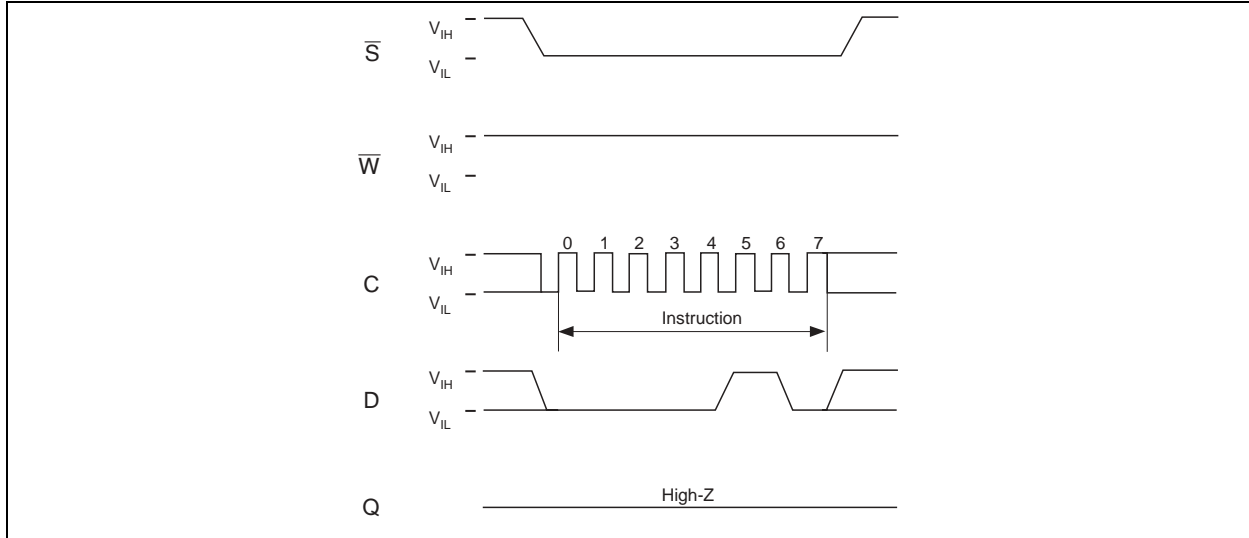 V_IH
S̅
V_IL
V_IH
W̅
V_IL
0 1 2 3 4 5 6 7
V_IH
C
V_IL
Instruction
V_IH
D
V_IL
High-Z
Q